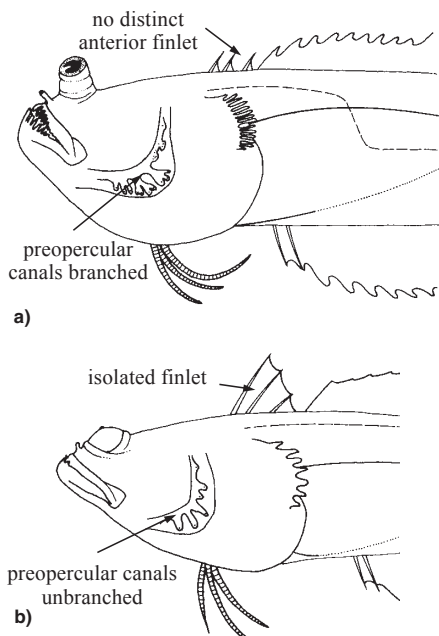 no distinct
anterior finlet
preopercular
canals branched
a)
isolated finlet
preopercular canals
unbranched
b)